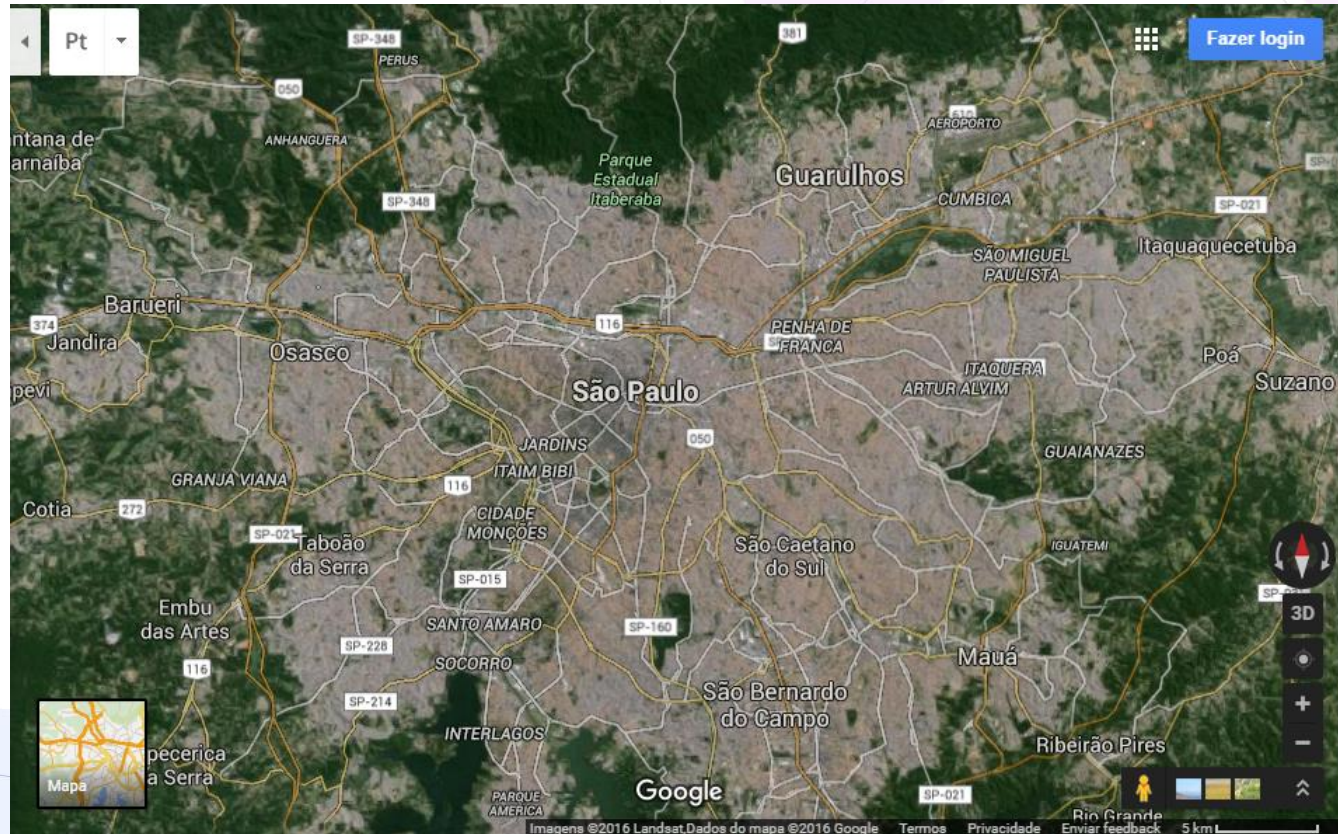 Pt
SP-348
381
Fazer login
PERUS
050
610
AEROPORTO
ANHANGUERA
ntana de
arnaíba
Parque
Estadual
Itaberaba
Guarulhos
SP-348
CUMBICA
SP-021
SÃO MIGUEL
PAULISTA
Itaquaquecetuba
Barueri
374
Jandira
116
PENHA DE
FRANCA
Osasco
ITAQUERA
Poá
pevi
São Paulo
ARTUR ALVIM
Suzano
JARDINS
050
GUAIANAZES
ITAIM BIBI
GRANJA VIANA
116
Cotia
272
CIDADE
MONÇÕES
SP-021
Taboão
da Serra
São Caetano
do Sul
IGUATEMI
SP-015
Embu
das Artes
3D
SANTO AMARO
SP-160
SP-228
SOCORRO
Mauá
116
SP-214
São Bernardo
do Campo
INTERLAGOS
Ribeirão Pires
pecerica
a Serra
Mapa
Google
PARQUE
AMERICA
SP-021
Rio Grande
Imagens ©2016 Landsat,Dados do mapa ©2016 Google Termos Privacidade Enviar feedback 5 km